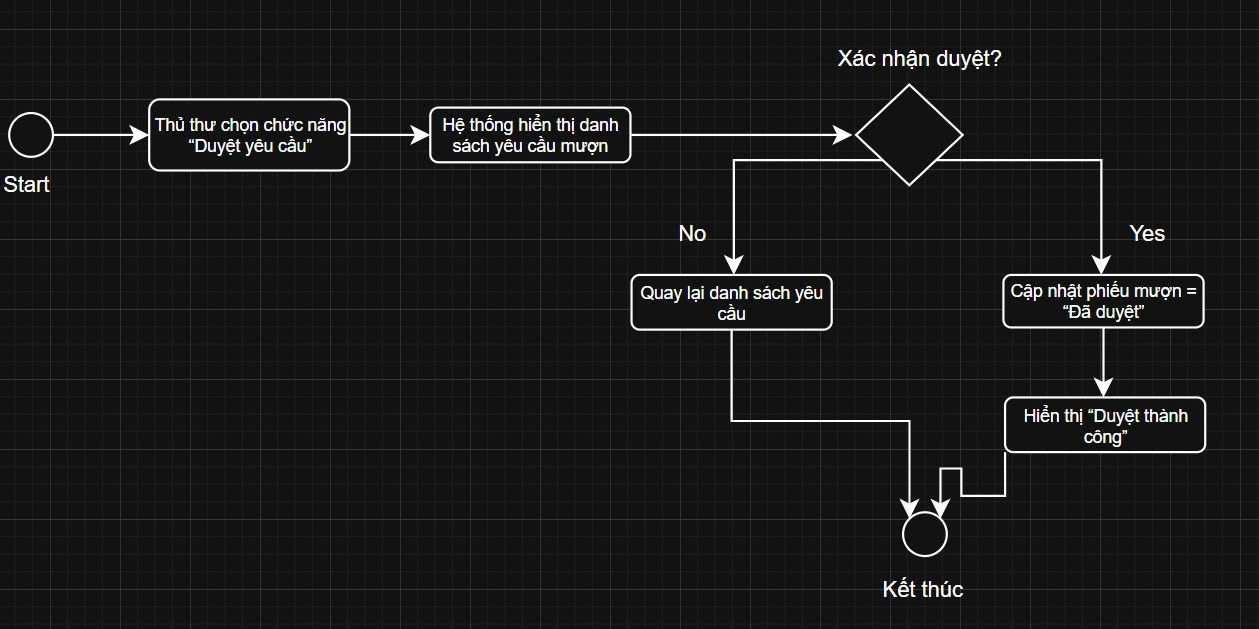 Xác nhận duyệt?
Thủ thư chọn chức năng
“Duyệt yêu cầu”
Hệ thống hiển thị danh
sách yêu cầu mượn
Start
No
Yes
Quay lại danh sách yêu
cầu
Cập nhật phiếu mượn =
“Đã duyệt”
Hiển thị “Duyệt thành
công”
Kết thúc